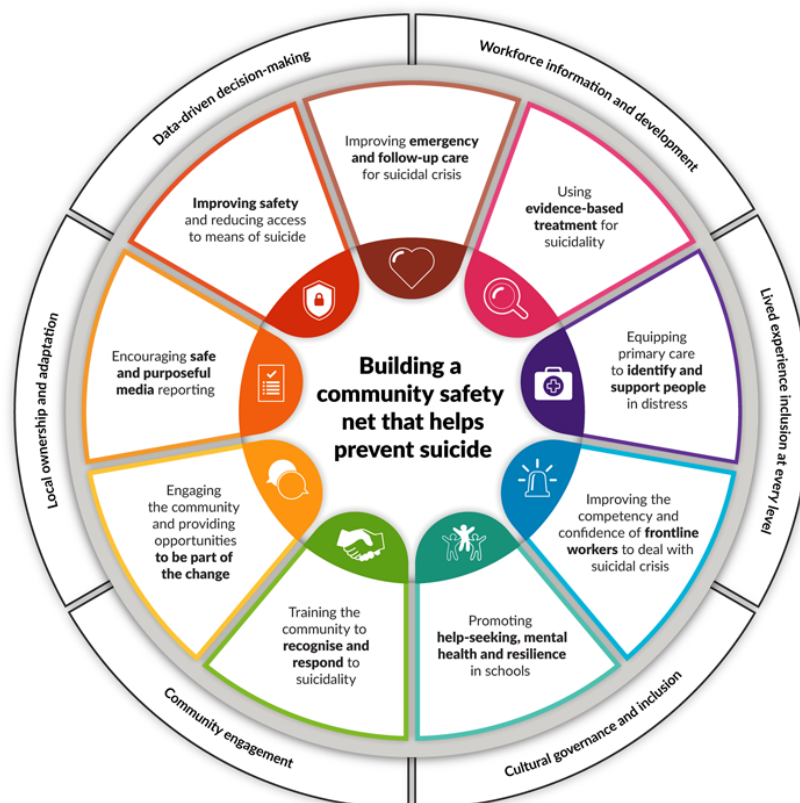 Data-driven decision-making
Workforce information and development
Lived experience inclusion at every level
Cultural governance and inclusion
Community engagement
Local ownership and adaptation
Improving emergency
and follow-up care
for suicidal crisis
Using
evidence-based
treatment for
suicidality
Equipping
primary care
to identify and
support people
in distress
Improving the
competency and
confidence of frontline
workers to deal with
suicidal crisis
Promoting
help-seeking, mental
health and resilience
in schools
Training the
community to
recognise and
respond to
suicidality
Engaging
the community
and providing
opportunities
to be part of
the change
Encouraging safe
and purposeful
media reporting
Improving safety
and reducing access
to means of suicide
Building a
community safety
net that helps
prevent suicide